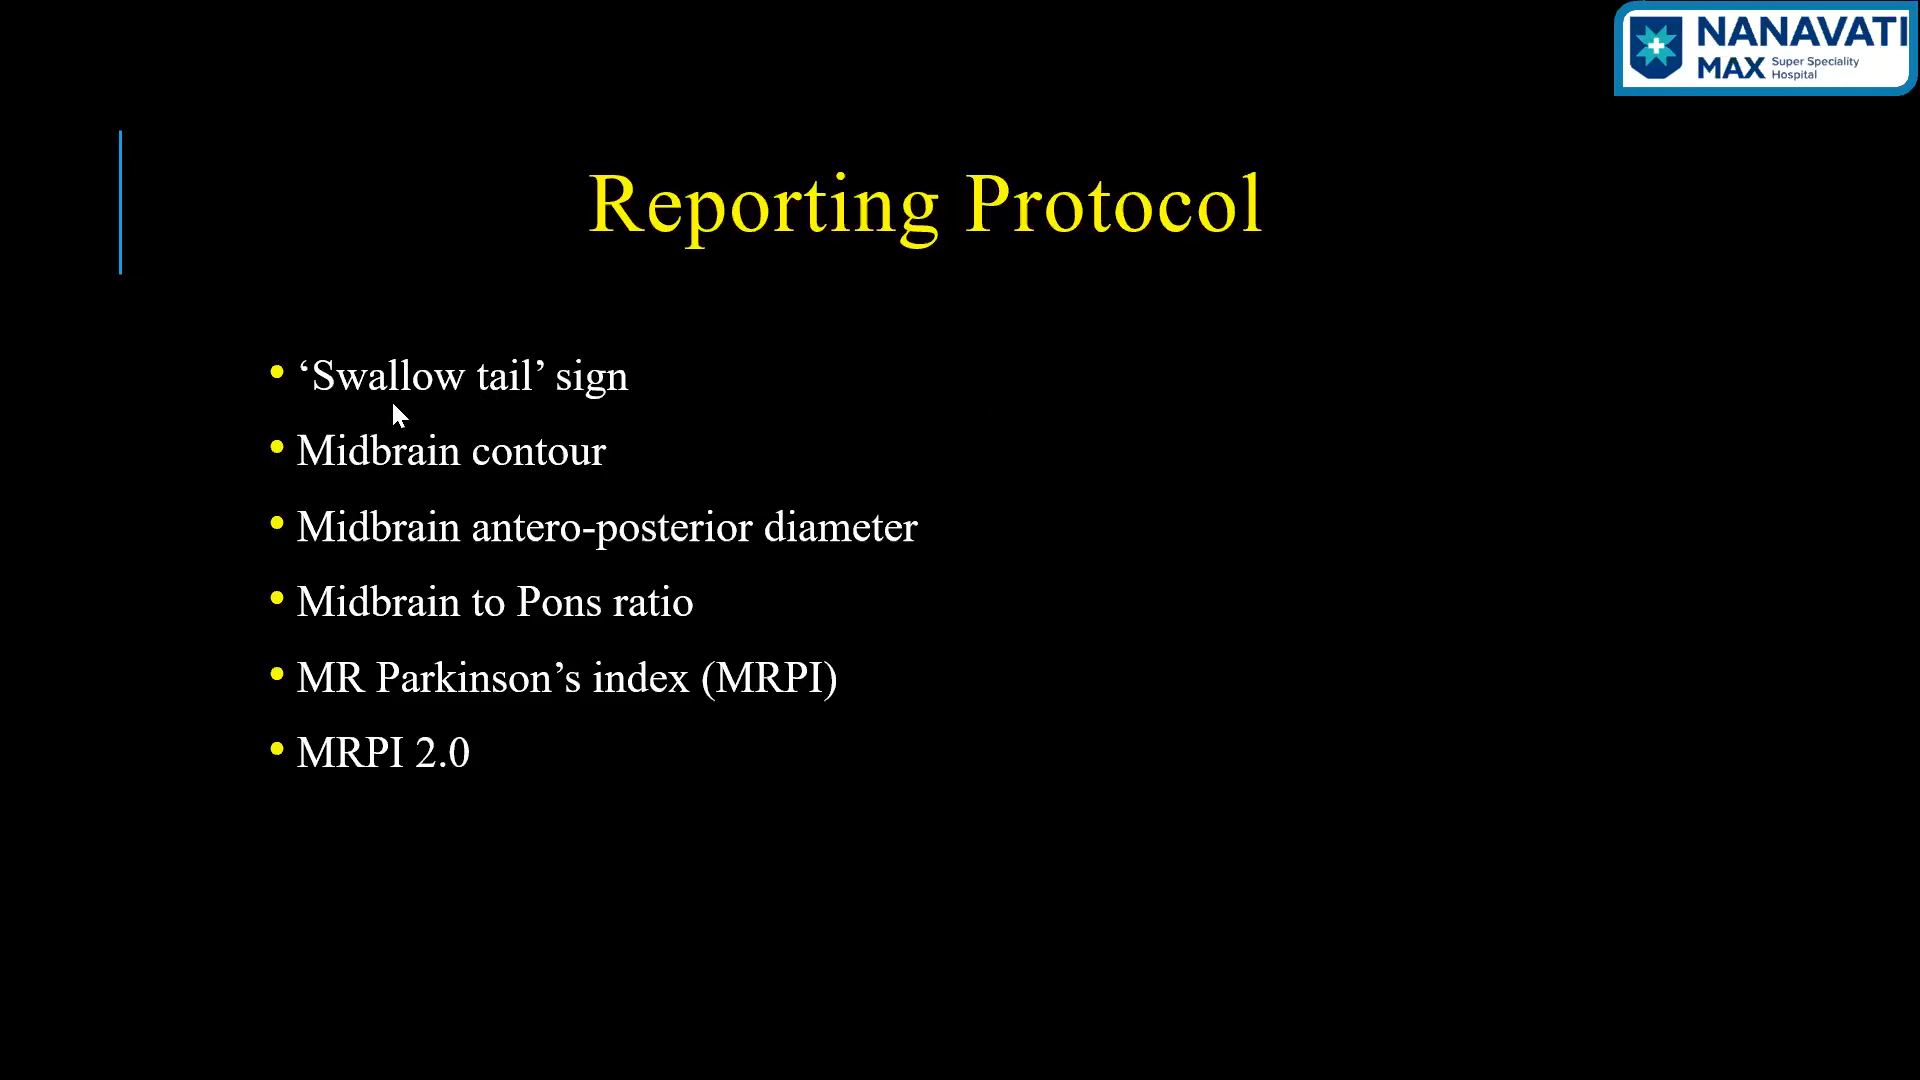 NANAVATI
MAX Super Speciality
Hospital
Reporting Protocol
• ‘Swallow tail’ sign
• Midbrain contour
• Midbrain antero-posterior diameter
• Midbrain to Pons ratio
• MR Parkinson’s index (MRPI)
• MRPI 2.0